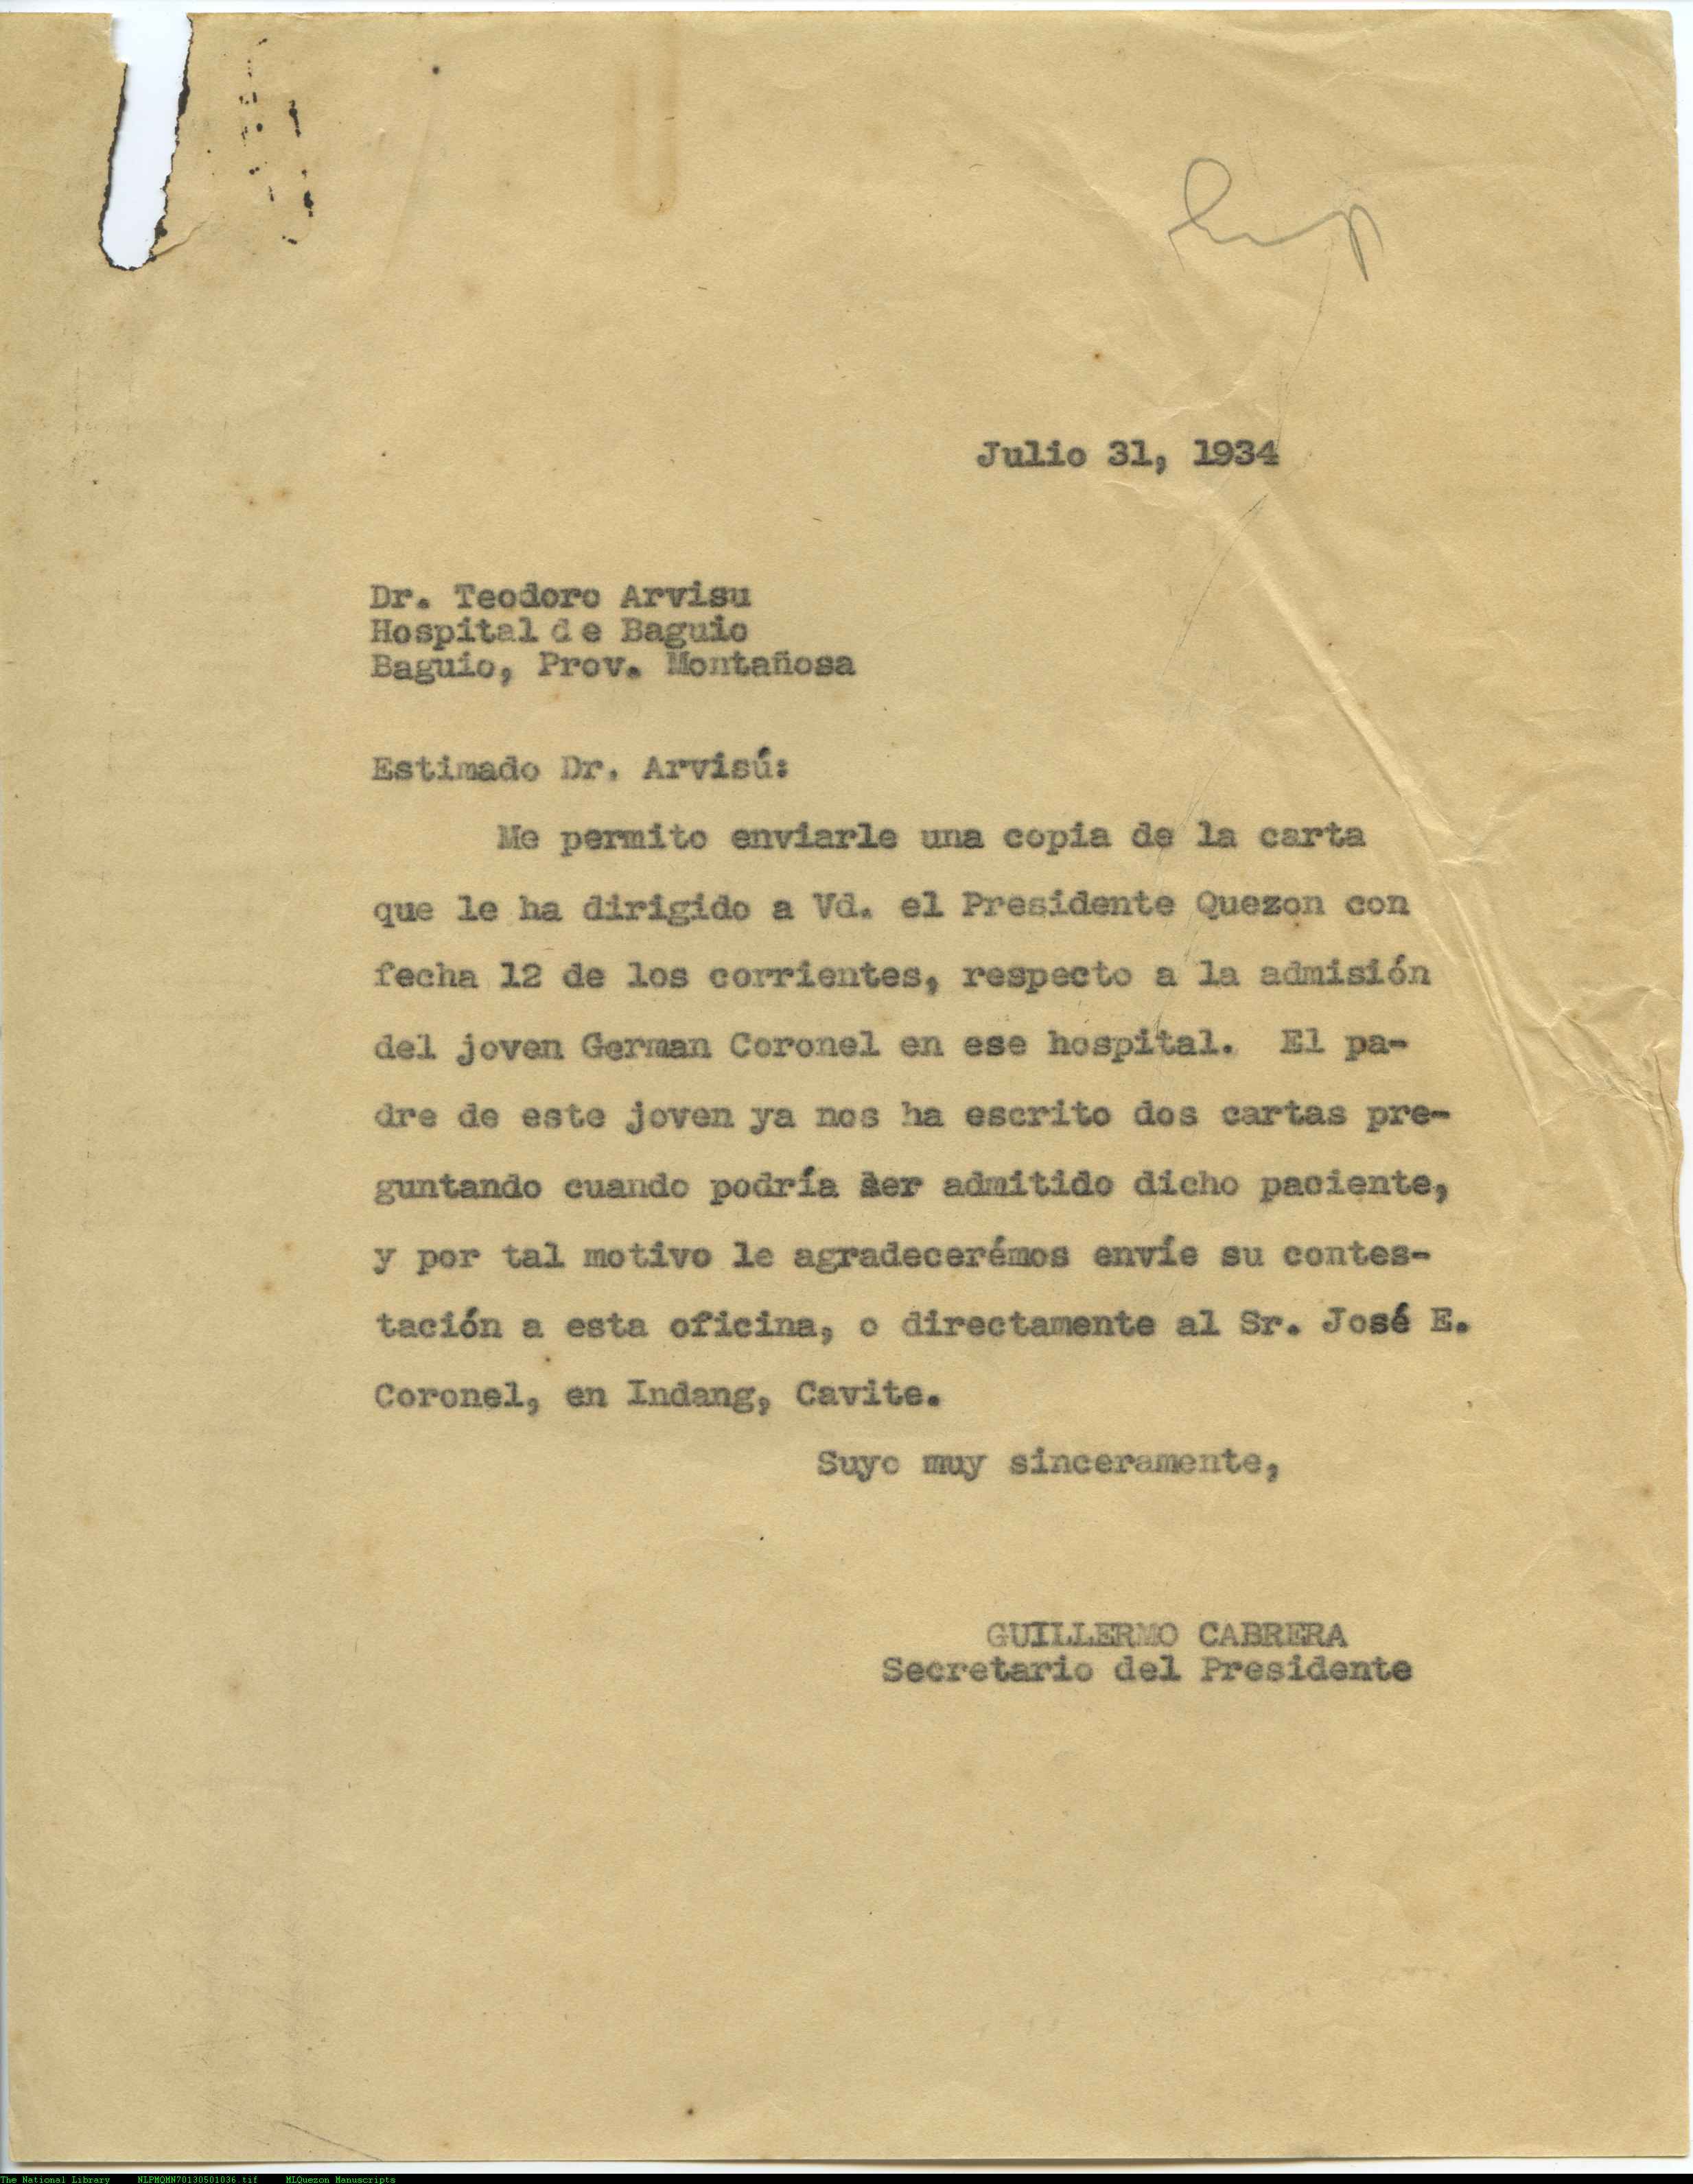 Julio 31, 1934
Dr. Teodoro Arvisu
Hospital de Baguio
Baguio, Prov. Montañosa
Estimado Dr. Arvisú:
Me permito enviarle una copia de la carta
que le ha dirigido a Vd. el Presidente Quezon con
fecha 12 de los corrientes, respecto a la admisión
del joven German Coronel en ese hospital. El pa-
dre de este joven ya nos ha escrito dos cartas pre-
guntando cuando podría ser admitido dicho paciente,
y por tal motivo le agradecerémos envíe su contes-
tación a esta oficina, o directamente al Sr. José E.
Coronel, en Indang, Cavite.
Suyo muy sinceramente,
GUILLERMO CABRERA
Secretario del Presidente
The National Library NLPMQMN70130501036.tif MLQuezon Manuscripts